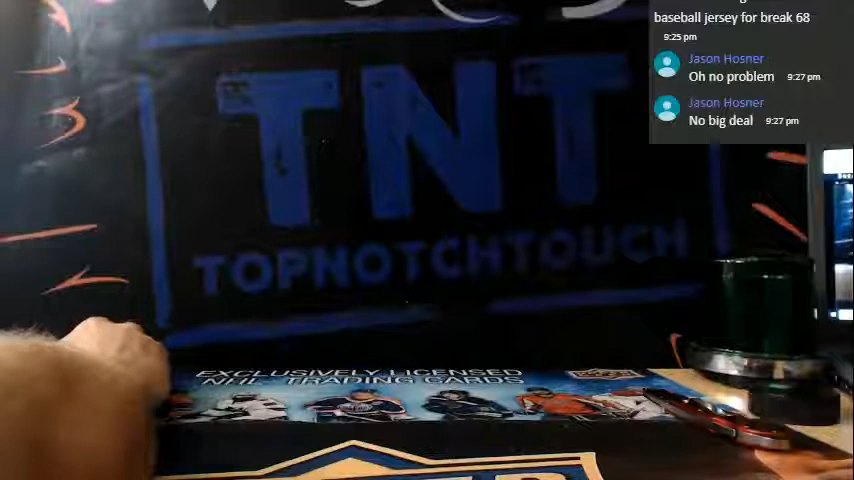 baseball jersey for break 68
9:25 pm
Jason Hosner
Oh no problem 9:27 pm
Jason Hosner
No big deal 9:27 pm
TNT
TOPNOTCHTOUCH
EXCLUSIVELY LICENSED
NHL TRADING CARDS